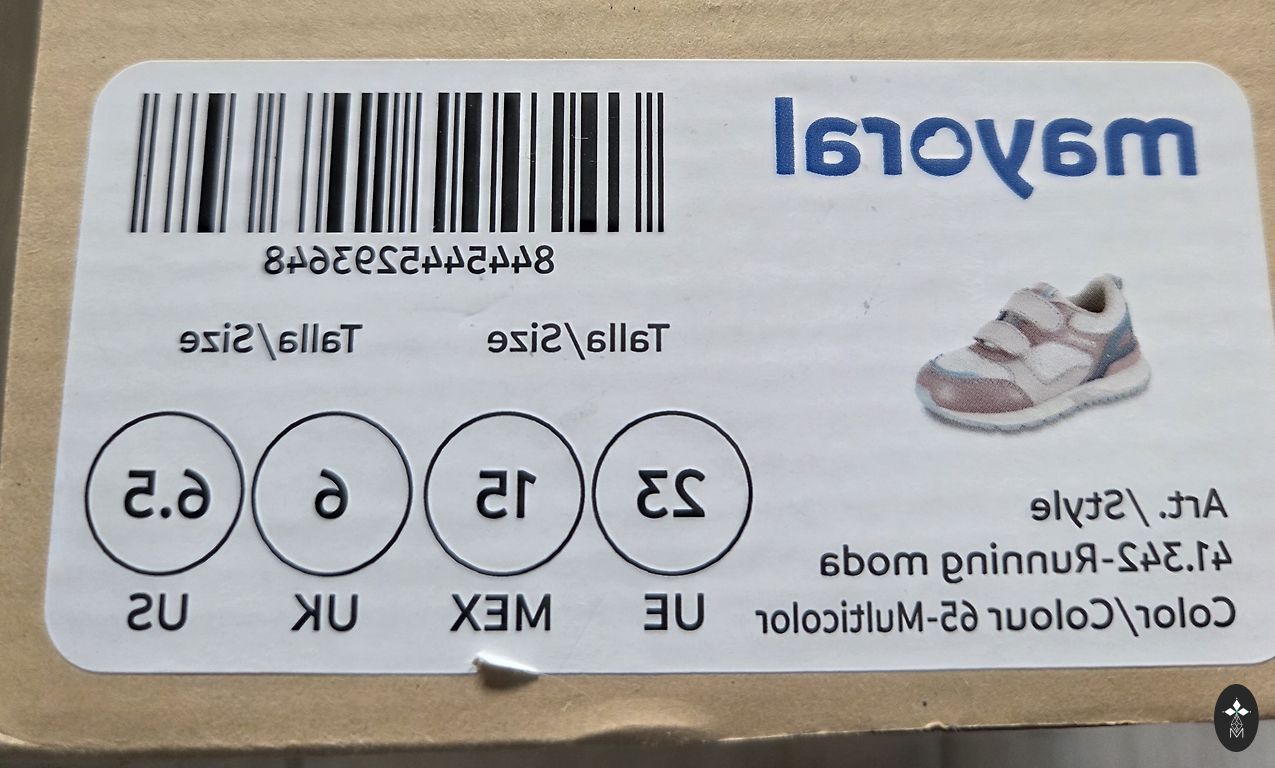 mayoral
8445445293648
Talla/Size Talla/Size
23 15 6 6.5
UE MEX UK US
Art. /Style
41.342-Running moda
Color/Colour 65-Multicolor
M